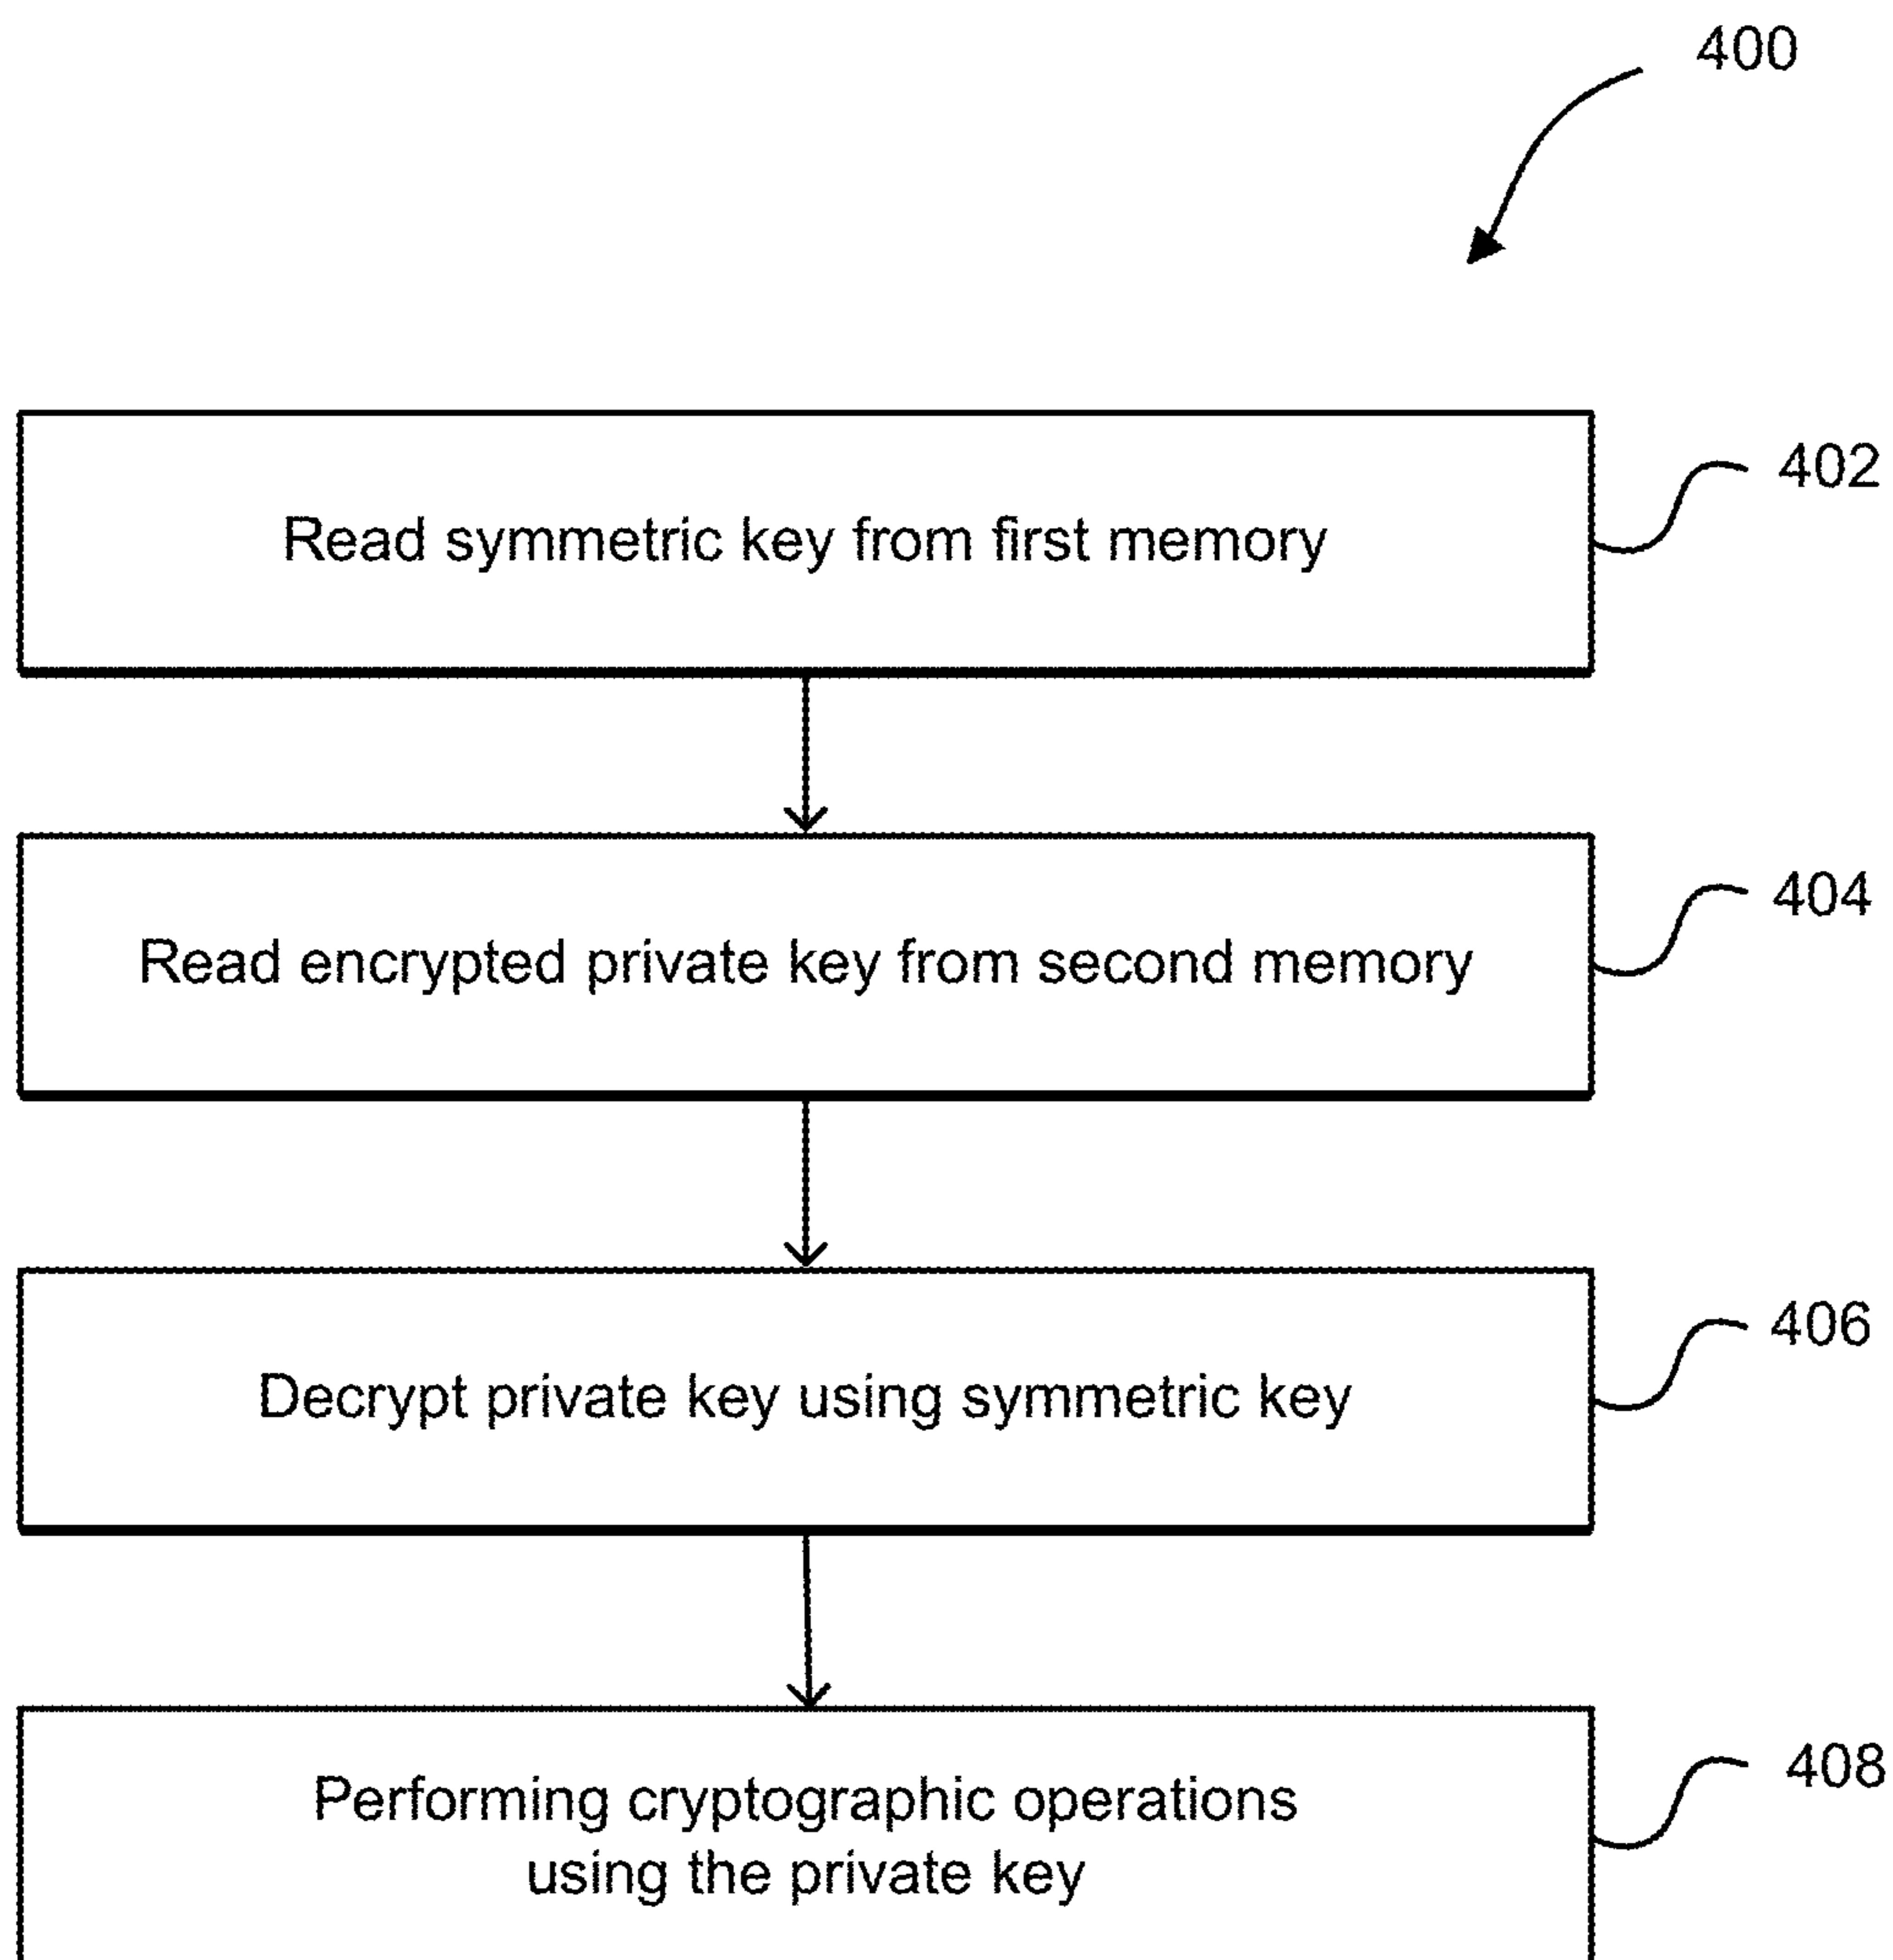 400
Read symmetric key from first memory
402
Read encrypted private key from second memory
404
Decrypt private key using symmetric key
406
Performing cryptographic operations
using the private key
408